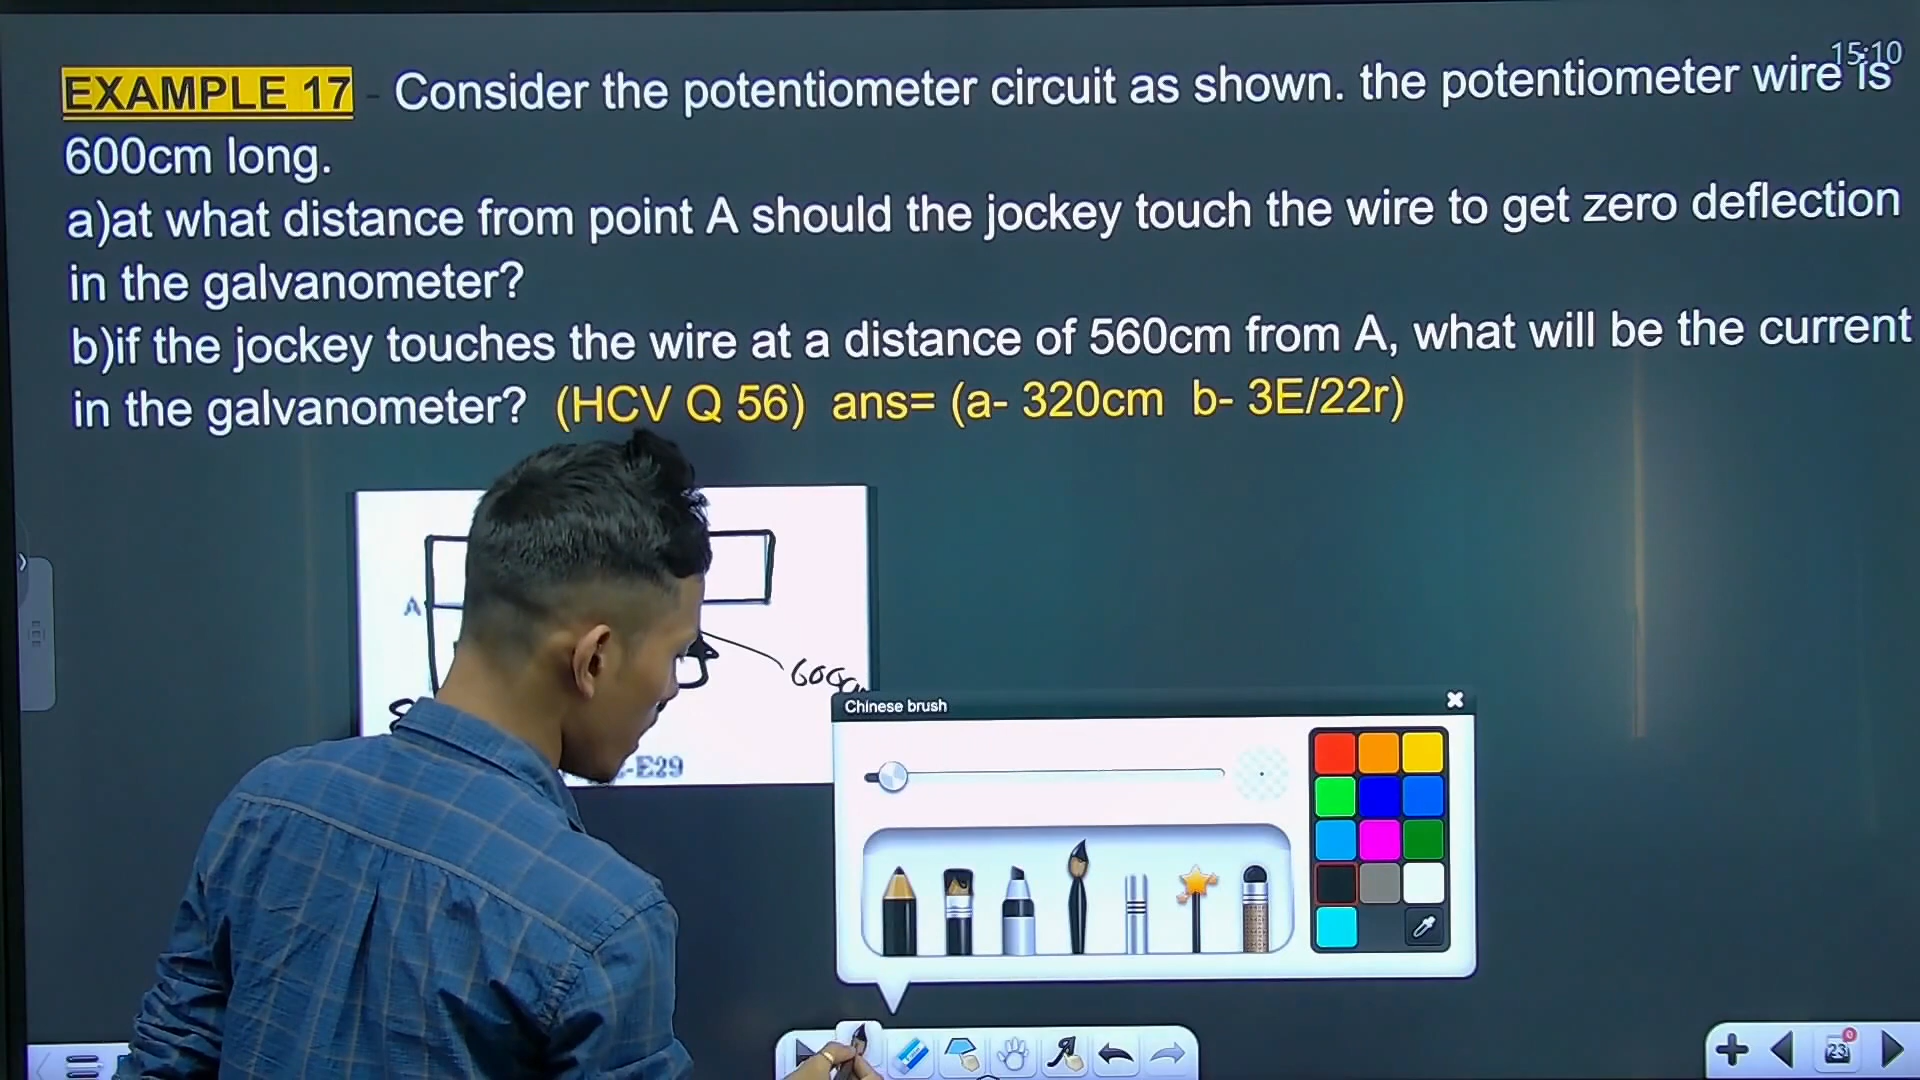 15:10
EXAMPLE 17 - Consider the potentiometer circuit as shown. the potentiometer wire is
600cm long.
a)at what distance from point A should the jockey touch the wire to get zero deflection
in the galvanometer?
b)if the jockey touches the wire at a distance of 560cm from A, what will be the current
in the galvanometer? (HCV Q 56) ans= (a- 320cm b- 3E/22r)
A
-E29
Chinese brush
23
0